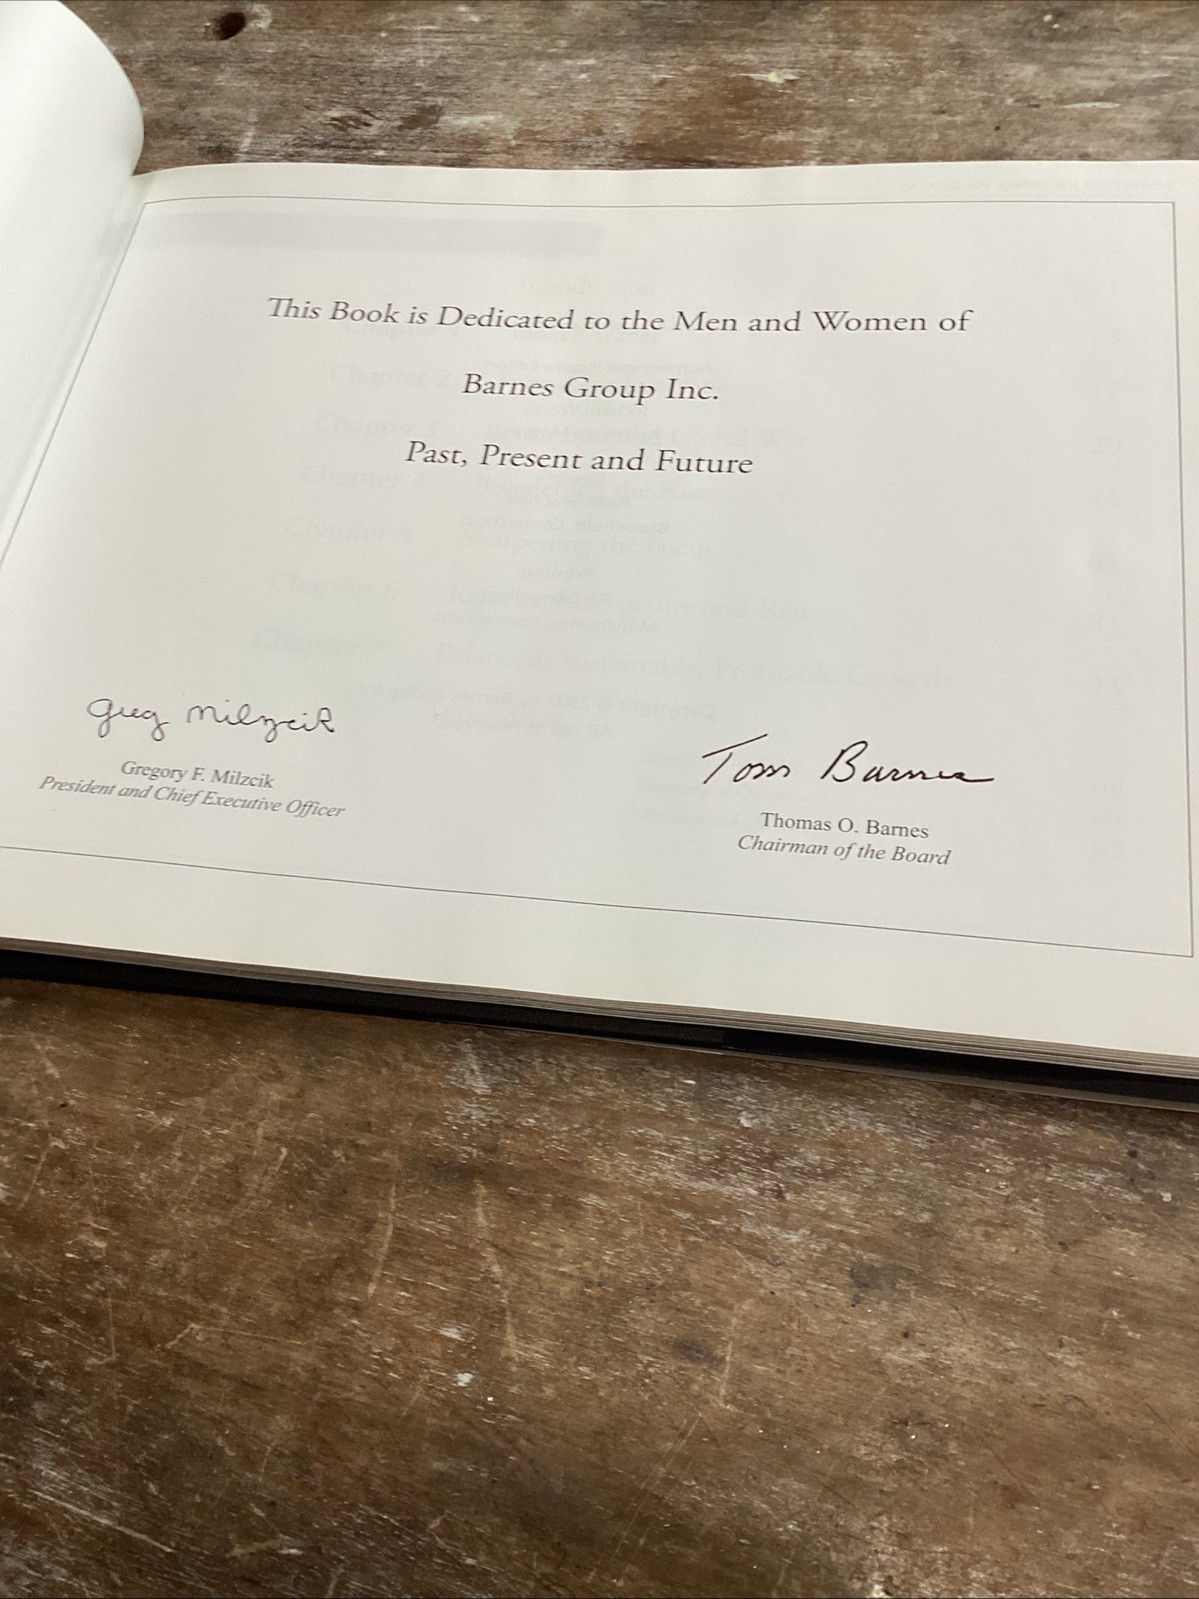 This Book is Dedicated to the Men and Women of
Barnes Group Inc.
Past, Present and Future
Greg Milzcik
Gregory F. Milzcik
President and Chief Executive Officer
Tom Barnes
Thomas O. Barnes
Chairman of the Board